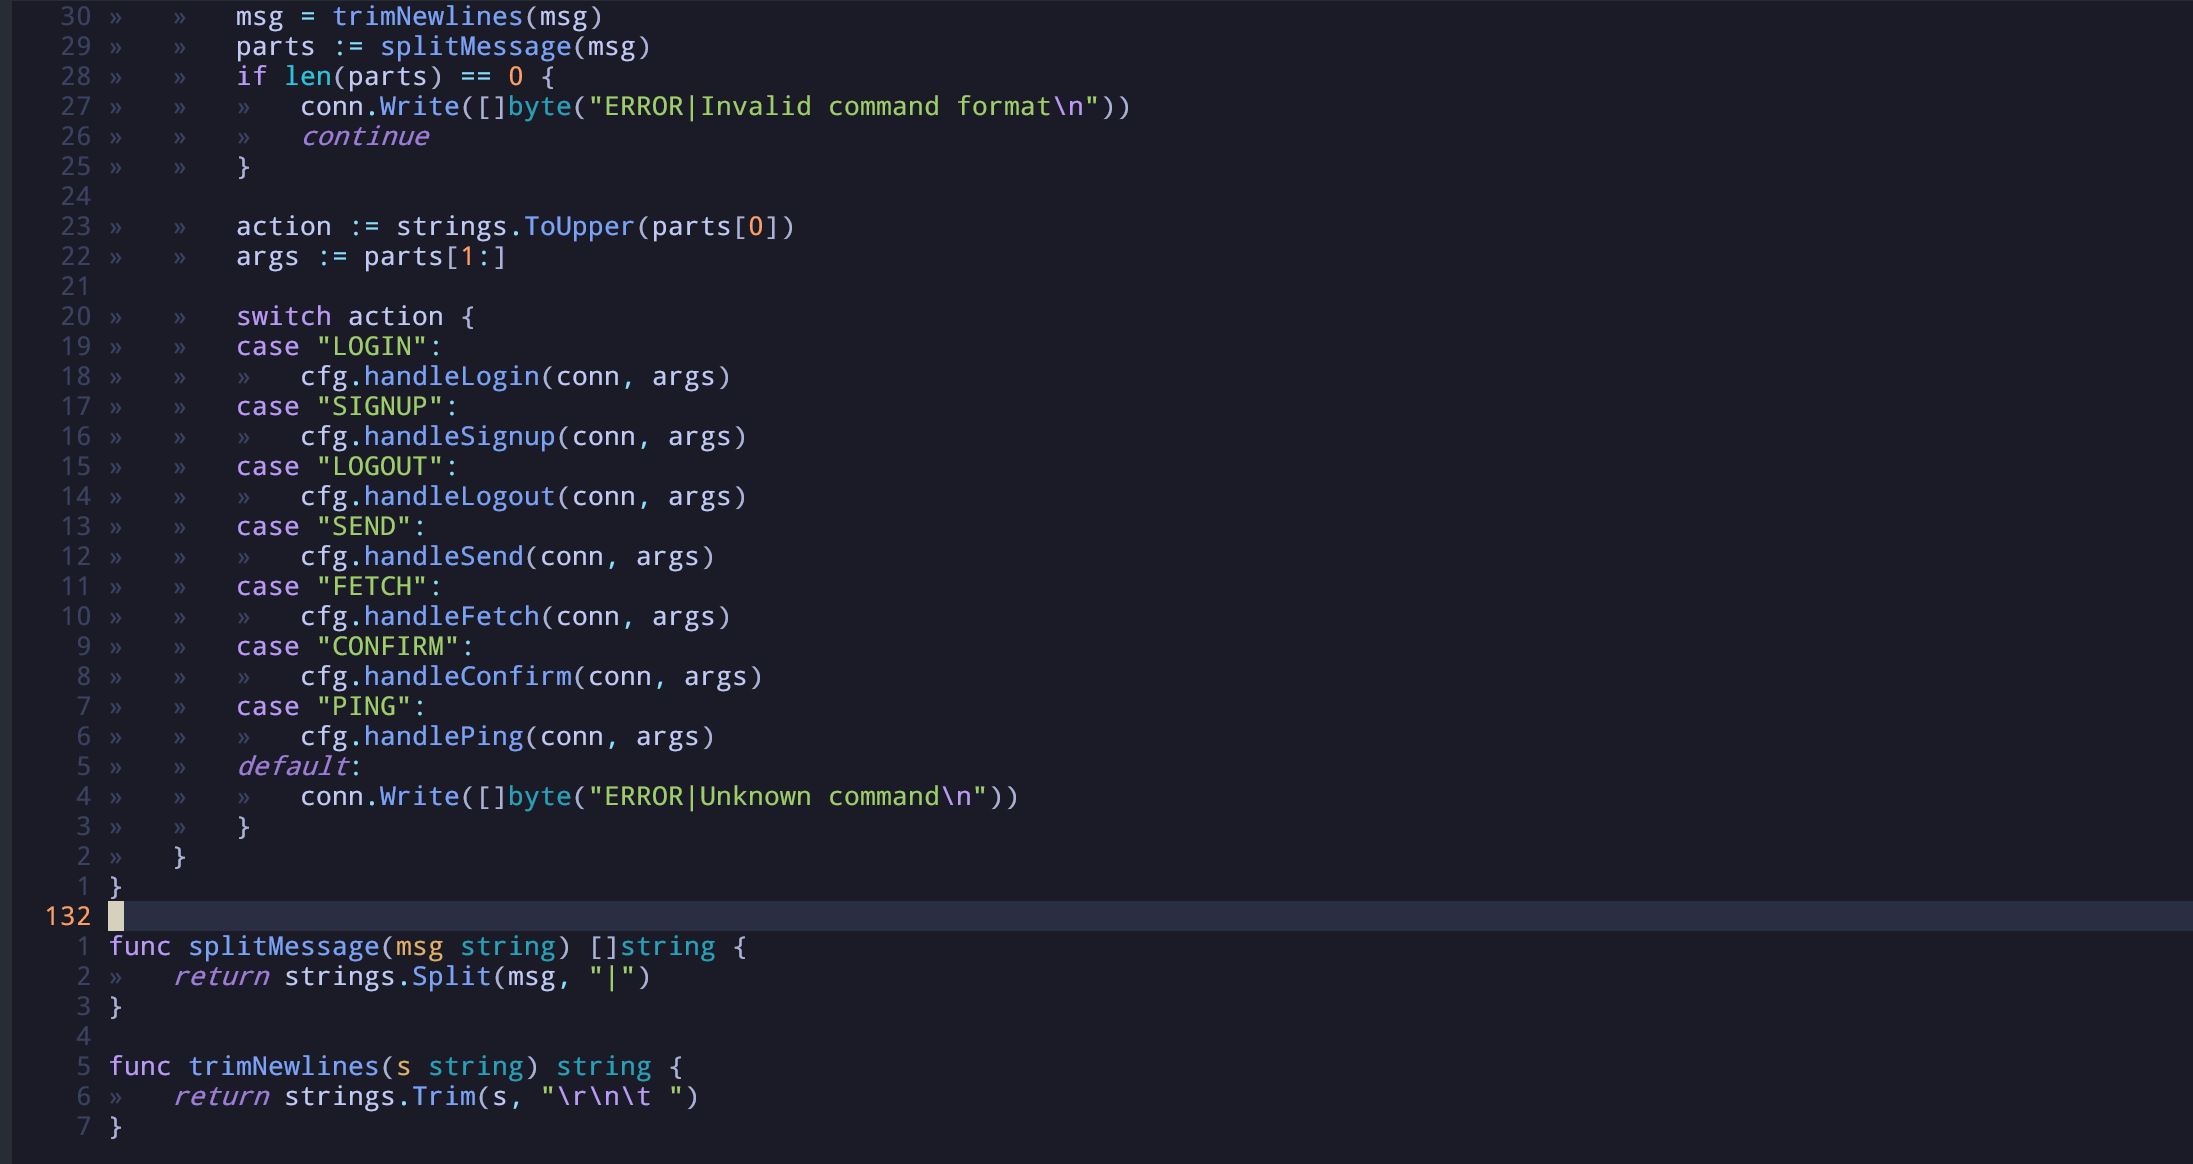 30 »   »   msg = trimNewlines(msg)
29 »   »   parts := splitMessage(msg)
28 »   »   if len(parts) == 0 {
27 »   »   »   conn.Write([]byte("ERROR|Invalid command format\n"))
26 »   »   »   continue
25 »   »   }
24
23 »   »   action := strings.ToUpper(parts[0])
22 »   »   args := parts[1:]
21
20 »   »   switch action {
19 »   »   case "LOGIN":
18 »   »   »   cfg.handleLogin(conn, args)
17 »   »   case "SIGNUP":
16 »   »   »   cfg.handleSignup(conn, args)
15 »   »   case "LOGOUT":
14 »   »   »   cfg.handleLogout(conn, args)
13 »   »   case "SEND":
12 »   »   »   cfg.handleSend(conn, args)
11 »   »   case "FETCH":
10 »   »   »   cfg.handleFetch(conn, args)
9 »   »   case "CONFIRM":
8 »   »   »   cfg.handleConfirm(conn, args)
7 »   »   case "PING":
6 »   »   »   cfg.handlePing(conn, args)
5 »   »   default:
4 »   »   »   conn.Write([]byte("ERROR|Unknown command\n"))
3 »   »   }
2 »   }
1 }
132
1 func splitMessage(msg string) []string {
2 »   return strings.Split(msg, "|")
3 }
4
5 func trimNewlines(s string) string {
6 »   return strings.Trim(s, "\r\n\t ")
7 }